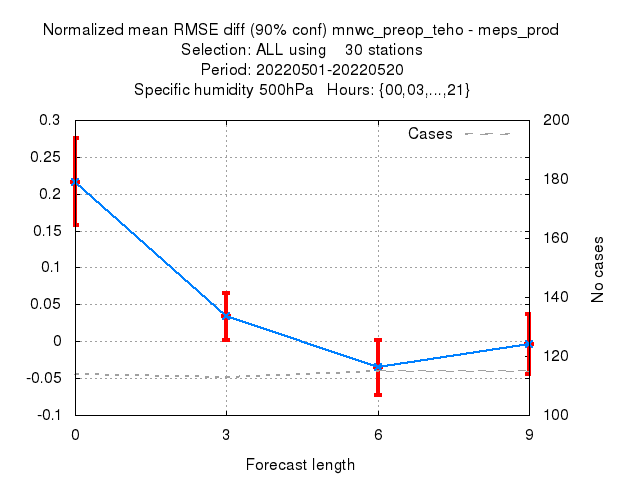 Normalized mean RMSE diff (90% conf) mnwc_preop_teho - meps_prod
Selection: ALL using    30 stations
Period: 20220501-20220520
Specific humidity 500hPa   Hours: {00,03,...,21}
Cases
0.3
0.25
0.2
0.15
0.1
0.05
0
-0.05
-0.1
200
180
160
140
120
100
No cases
0 3 6 9
Forecast length